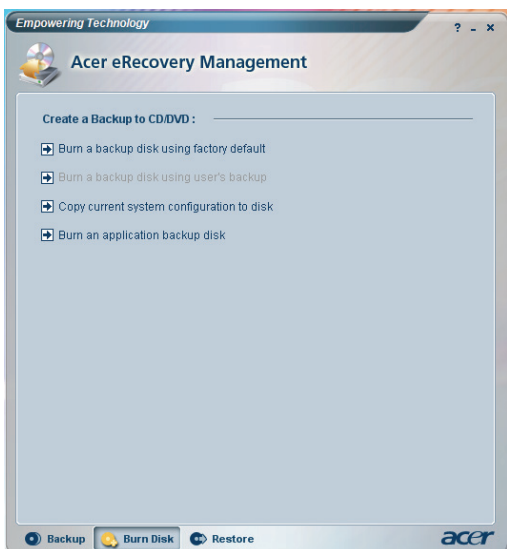 Empowering Technology
? - ×
Acer eRecovery Management
Create a Backup to CD/DVD :
Burn a backup disk using factory default
Burn a backup disk using user's backup
Copy current system configuration to disk
Burn an application backup disk
Backup Burn Disk Restore acer